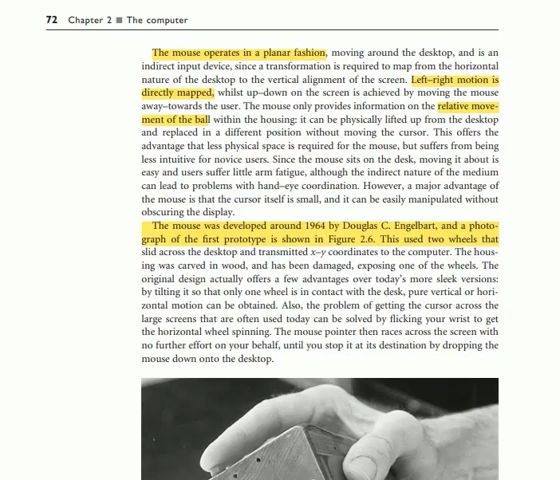 72 Chapter 2 ■ The computer
The mouse operates in a planar fashion, moving around the desktop, and is an
indirect input device, since a transformation is required to map from the horizontal
nature of the desktop to the vertical alignment of the screen. Left–right motion is
directly mapped, whilst up–down on the screen is achieved by moving the mouse
away–towards the user. The mouse only provides information on the relative move-
ment of the ball within the housing: it can be physically lifted up from the desktop
and replaced in a different position without moving the cursor. This offers the
advantage that less physical space is required for the mouse, but suffers from being
less intuitive for novice users. Since the mouse sits on the desk, moving it about is
easy and users suffer little arm fatigue, although the indirect nature of the medium
can lead to problems with hand–eye coordination. However, a major advantage of
the mouse is that the cursor itself is small, and it can be easily manipulated without
obscuring the display.
The mouse was developed around 1964 by Douglas C. Engelbart, and a photo-
graph of the first prototype is shown in Figure 2.6. This used two wheels that
slid across the desktop and transmitted x–y coordinates to the computer. The hous-
ing was carved in wood, and has been damaged, exposing one of the wheels. The
original design actually offers a few advantages over today's more sleek versions:
by tilting it so that only one wheel is in contact with the desk, pure vertical or hori-
zontal motion can be obtained. Also, the problem of getting the cursor across the
large screens that are often used today can be solved by flicking your wrist to get
the horizontal wheel spinning. The mouse pointer then races across the screen with
no further effort on your behalf, until you stop it at its destination by dropping the
mouse down onto the desktop.